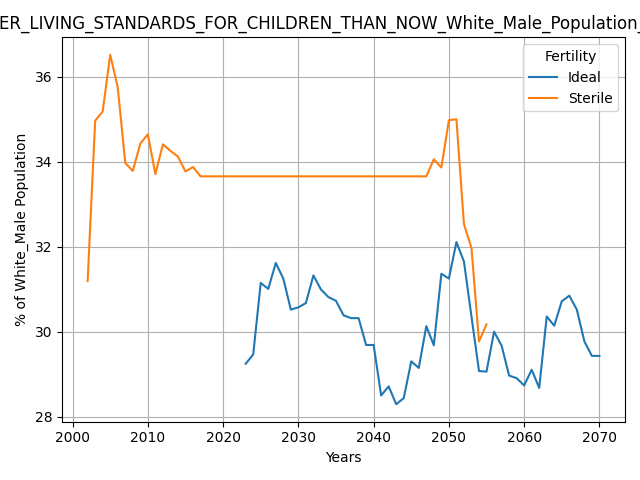 ER_LIVING_STANDARDS_FOR_CHILDREN_THAN_NOW_White_Male_Population_
Fertility
Ideal
Sterile
% of White_Male Population
36
34
32
30
28
2000 2010 2020 2030 2040 2050 2060 2070
Years